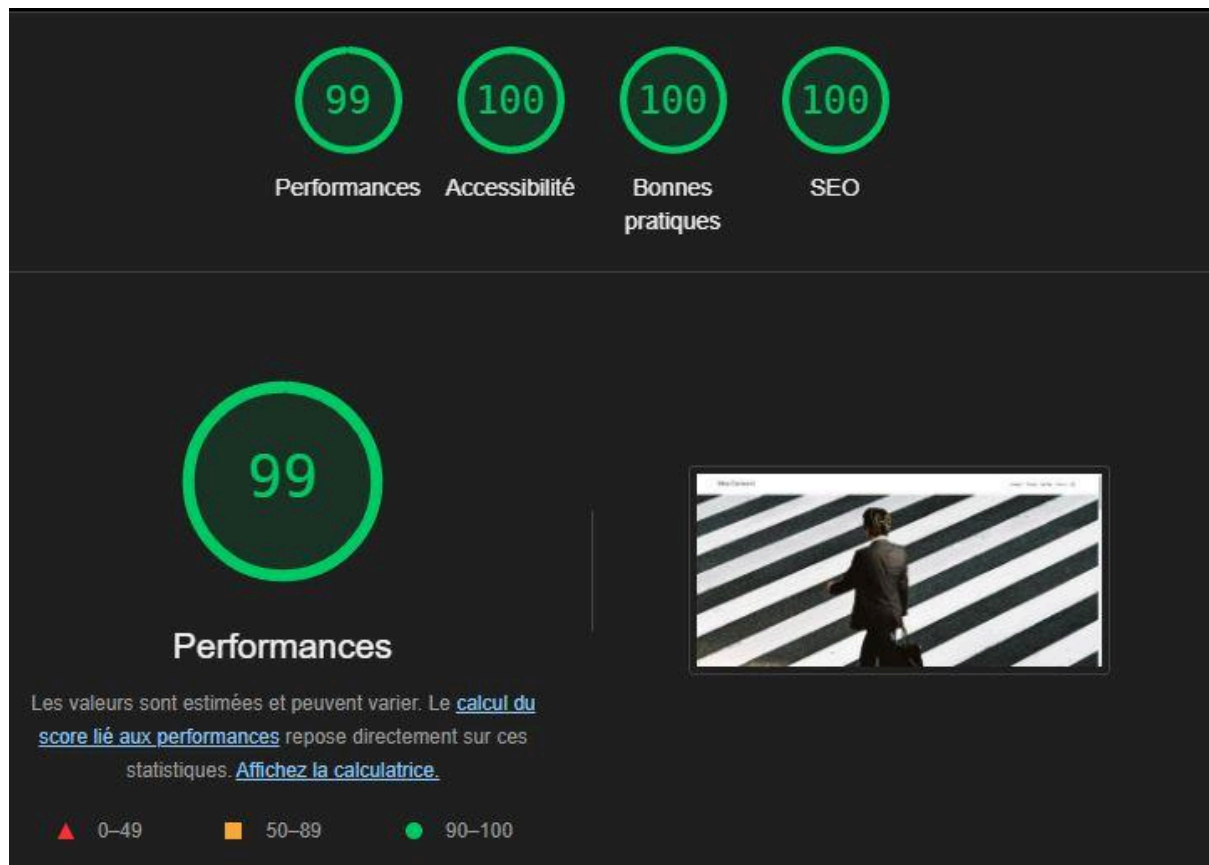 99
100
100
100
Performances
Accessibilité
Bonnes
pratiques
SEO
99
Performances
Les valeurs sont estimées et peuvent varier. Le calcul du
score lié aux performances repose directement sur ces
statistiques. Affichez la calculatrice.
0–49
50–89
90–100